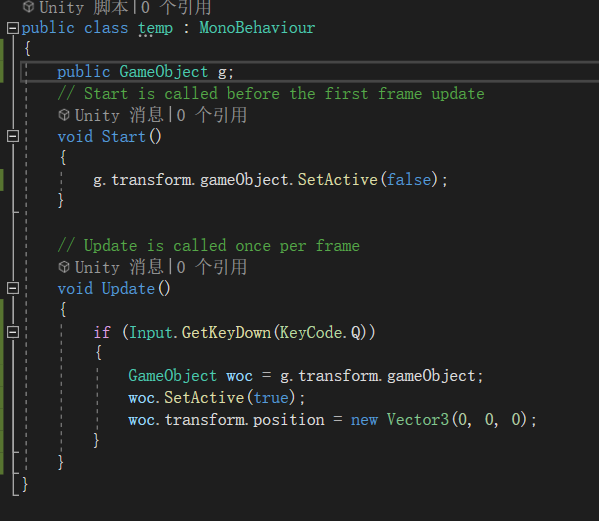 Unity 脚本|0 个引用
public class temp : MonoBehaviour
{
public GameObject g;
// Start is called before the first frame update
Unity 消息|0 个引用
void Start()
{
g.transform.gameObject.SetActive(false);
}
// Update is called once per frame
Unity 消息|0 个引用
void Update()
{
if (Input.GetKeyDown(KeyCode.Q))
{
GameObject woc = g.transform.gameObject;
woc.SetActive(true);
woc.transform.position = new Vector3(0, 0, 0);
}
}
}